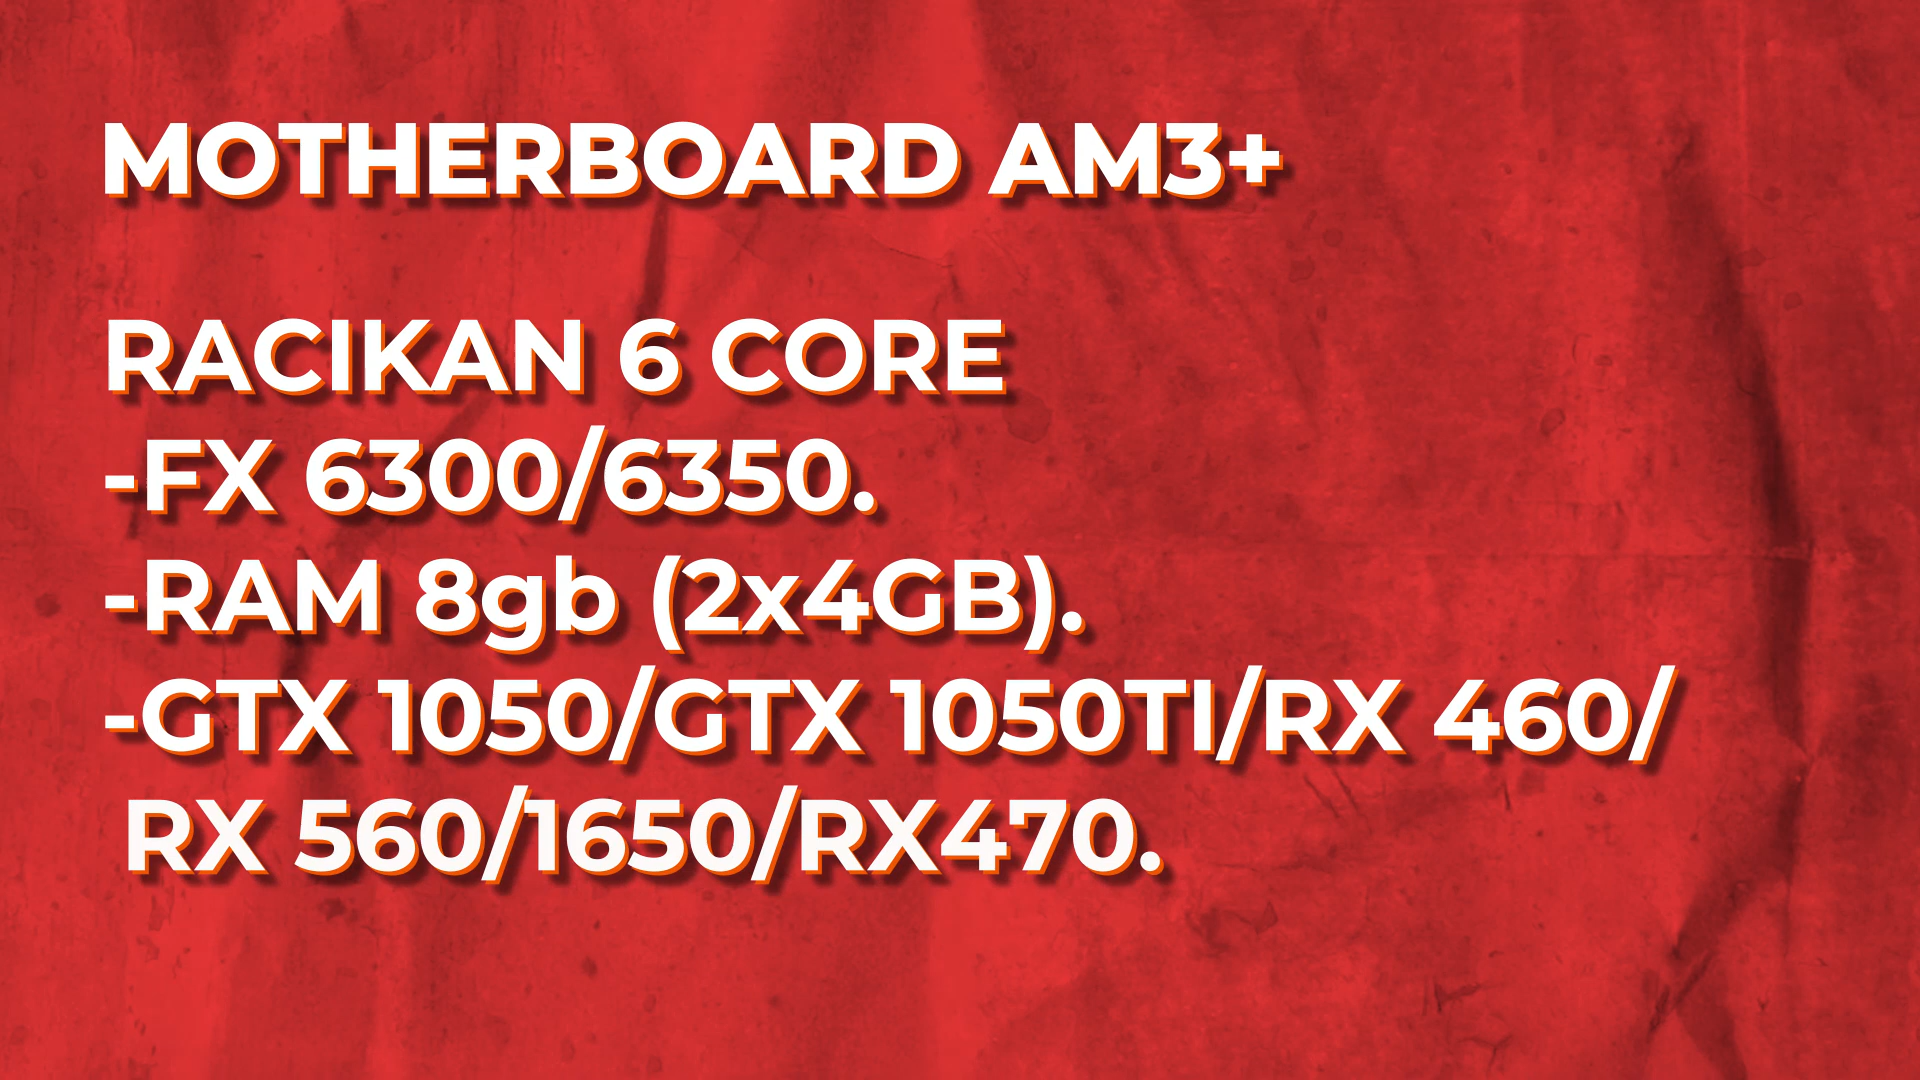 MOTHERBOARD AM3+
RACIKAN 6 CORE
-FX 6300/6350.
-RAM 8gb (2x4GB).
-GTX 1050/GTX 1050TI/RX 460/
RX 560/1650/RX470.